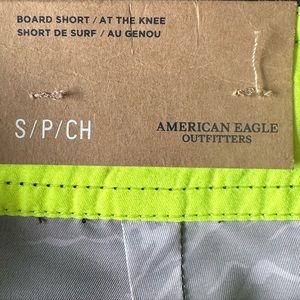 BOARD SHORT / AT THE KNEE
SHORT DE SURF / AU GENOU
S/P/CH
AMERICAN EAGLE
OUTFITTERS